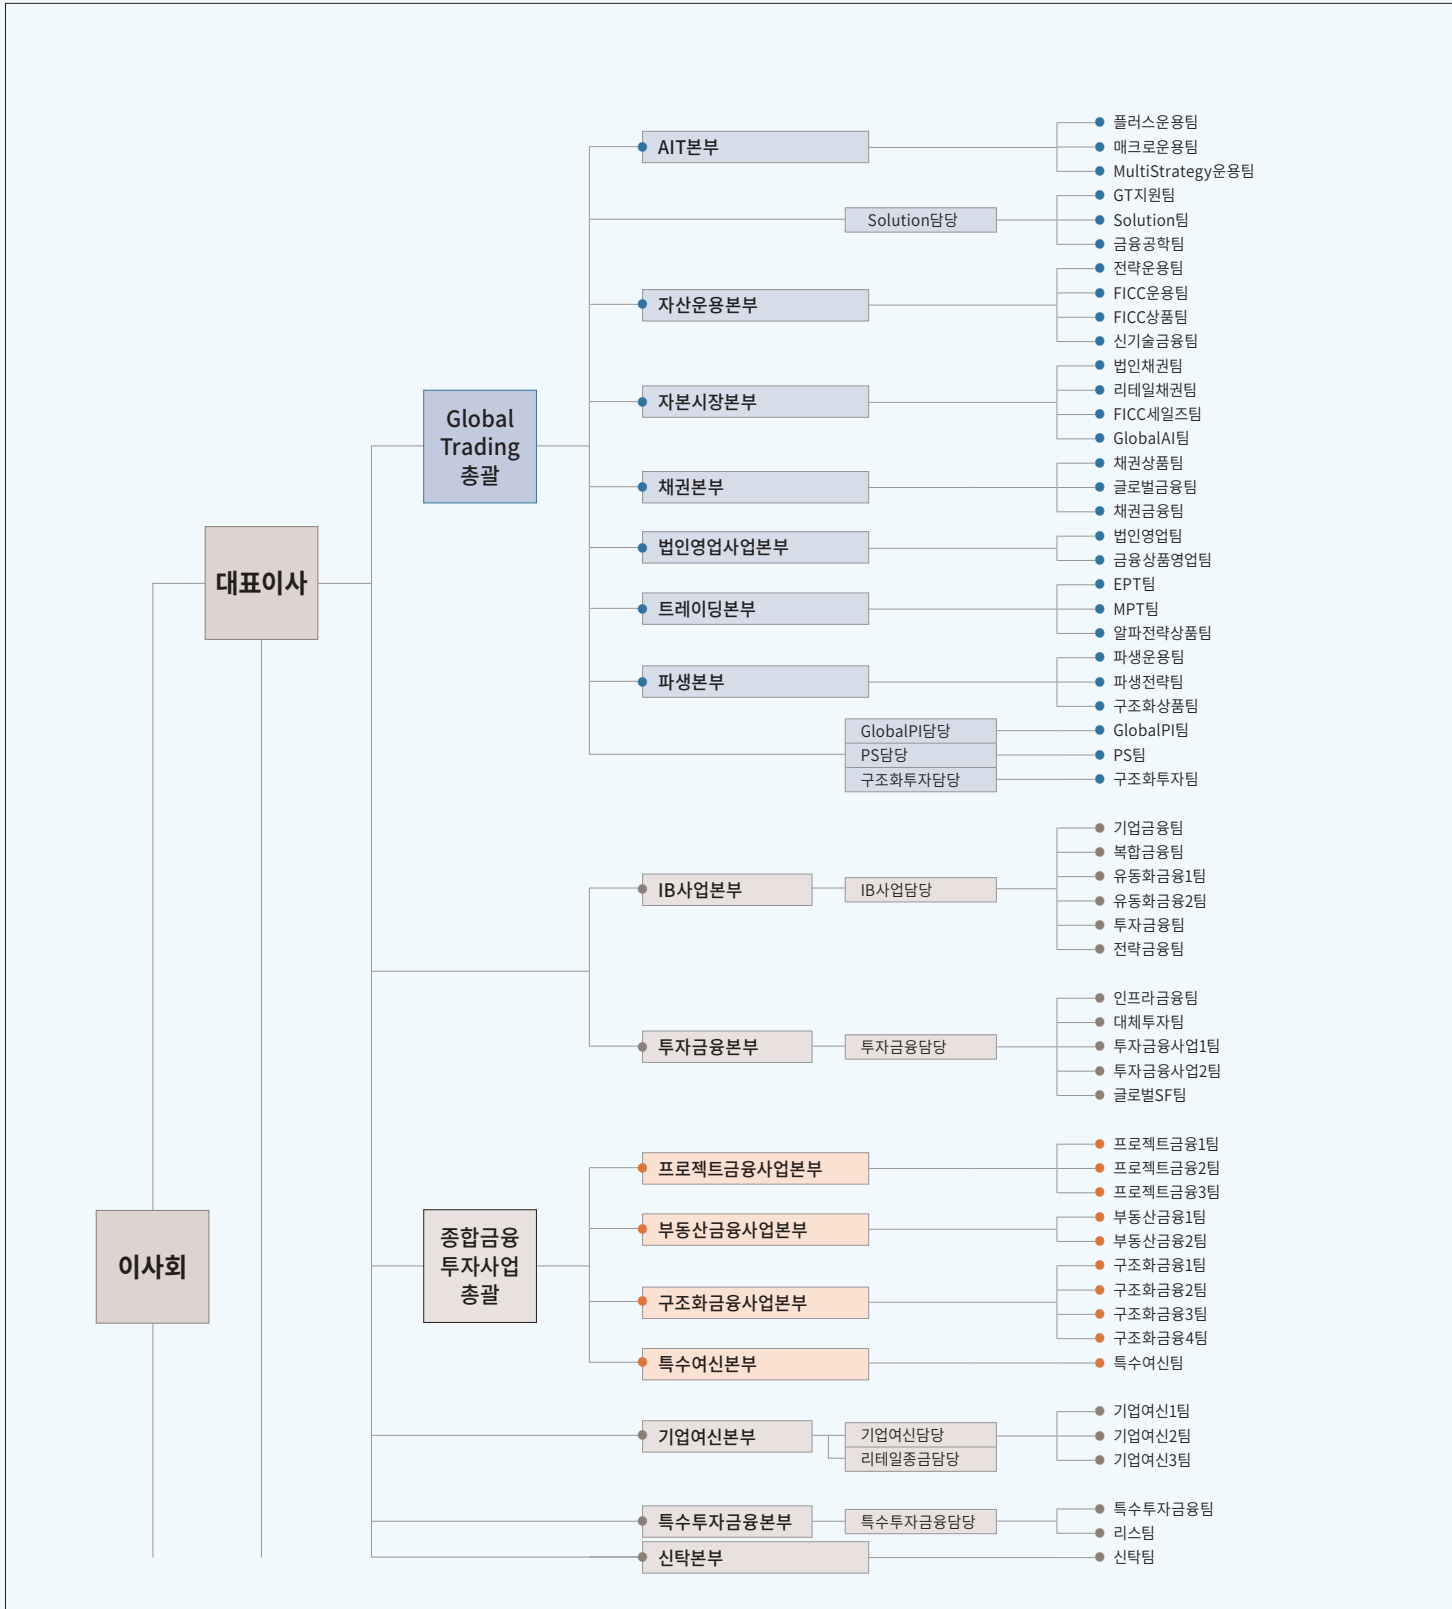 이사회
대표이사
Global
Trading
총괄
AIT본부
플러스운용팀
매크로운용팀
MultiStrategy운용팀
Solution담당
GT지원팀
Solution팀
금융공학팀
자산운용본부
전략운용팀
FICC운용팀
FICC상품팀
신기술금융팀
자본시장본부
법인채권팀
리테일채권팀
FICC세일즈팀
GlobalAI팀
채권본부
채권상품팀
글로벌금융팀
채권금융팀
법인영업사업본부
법인영업팀
금융상품영업팀
트레이딩본부
EPT팀
MPT팀
알파전략상품팀
파생본부
파생운용팀
파생전략팀
구조화상품팀
GlobalPI담당
GlobalPI팀
PS담당
PS팀
구조화투자담당
구조화투자팀
IB사업본부
IB사업담당
기업금융팀
복합금융팀
유동화금융1팀
유동화금융2팀
투자금융팀
전략금융팀
투자금융본부
투자금융담당
인프라금융팀
대체투자팀
투자금융사업1팀
투자금융사업2팀
글로벌SF팀
종합금융
투자사업
총괄
프로젝트금융사업본부
프로젝트금융1팀
프로젝트금융2팀
프로젝트금융3팀
부동산금융사업본부
부동산금융1팀
부동산금융2팀
구조화금융사업본부
구조화금융1팀
구조화금융2팀
구조화금융3팀
구조화금융4팀
특수여신본부
특수여신팀
기업여신본부
기업여신담당
리테일종금담당
기업여신1팀
기업여신2팀
기업여신3팀
특수투자금융본부
특수투자금융담당
특수투자금융팀
리스팀
신탁본부
신탁팀